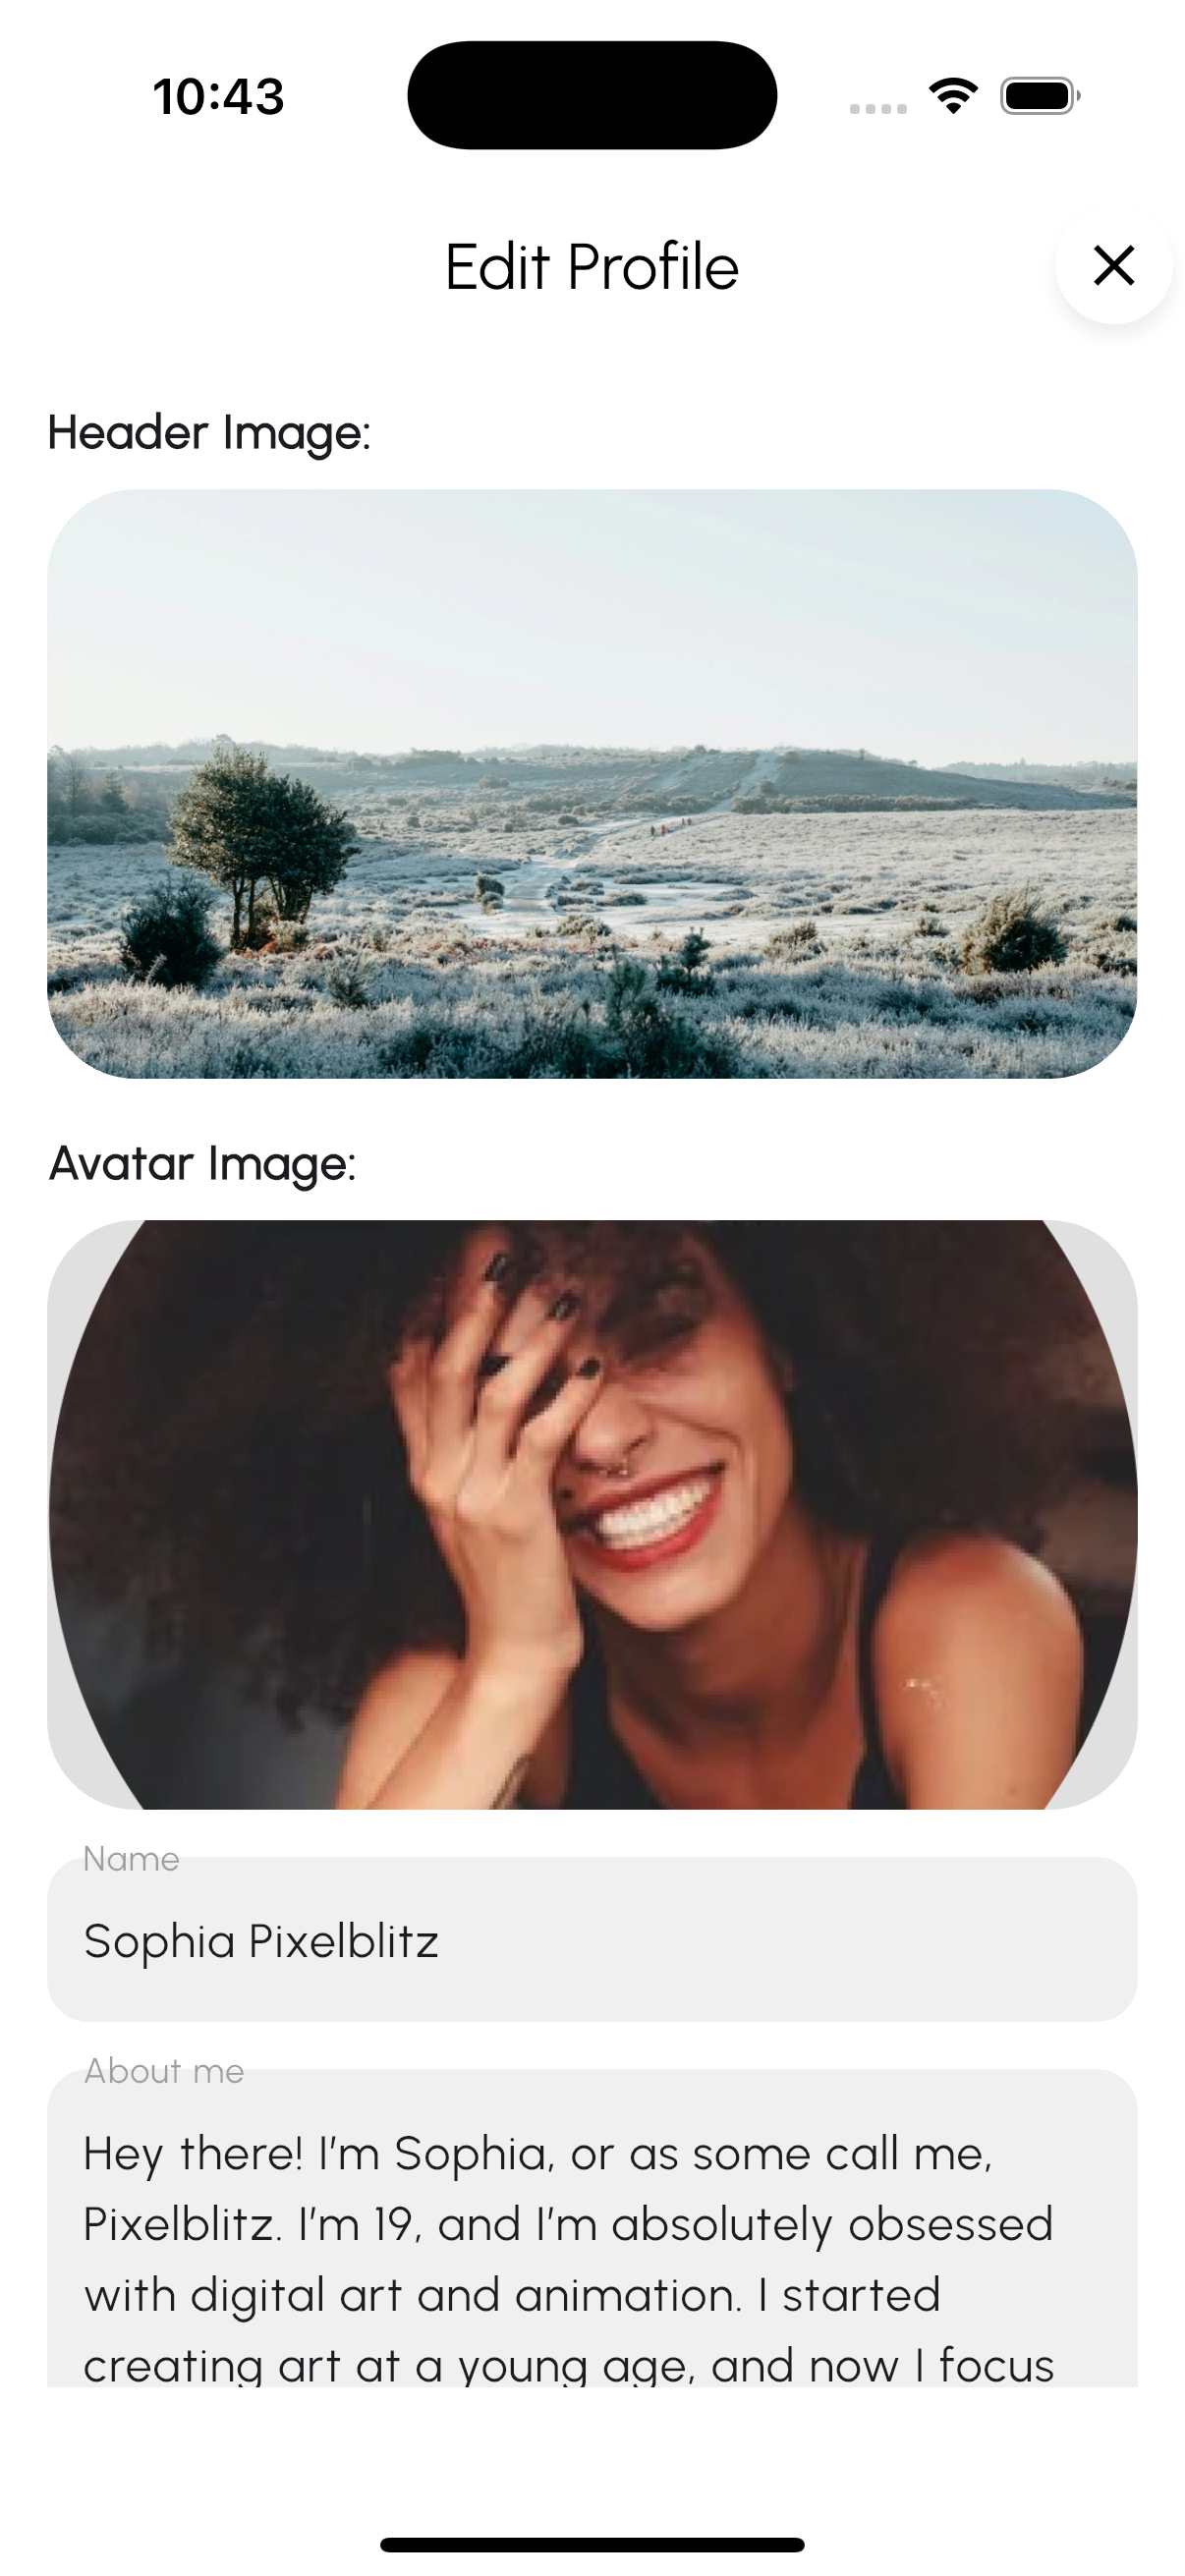 10:43
Edit Profile
Header Image:
Avatar Image:
Name
Sophia Pixelblitz
About me
Hey there! I'm Sophia, or as some call me,
Pixelblitz. I'm 19, and I'm absolutely obsessed
with digital art and animation. I started
creating art at a young age, and now I focus